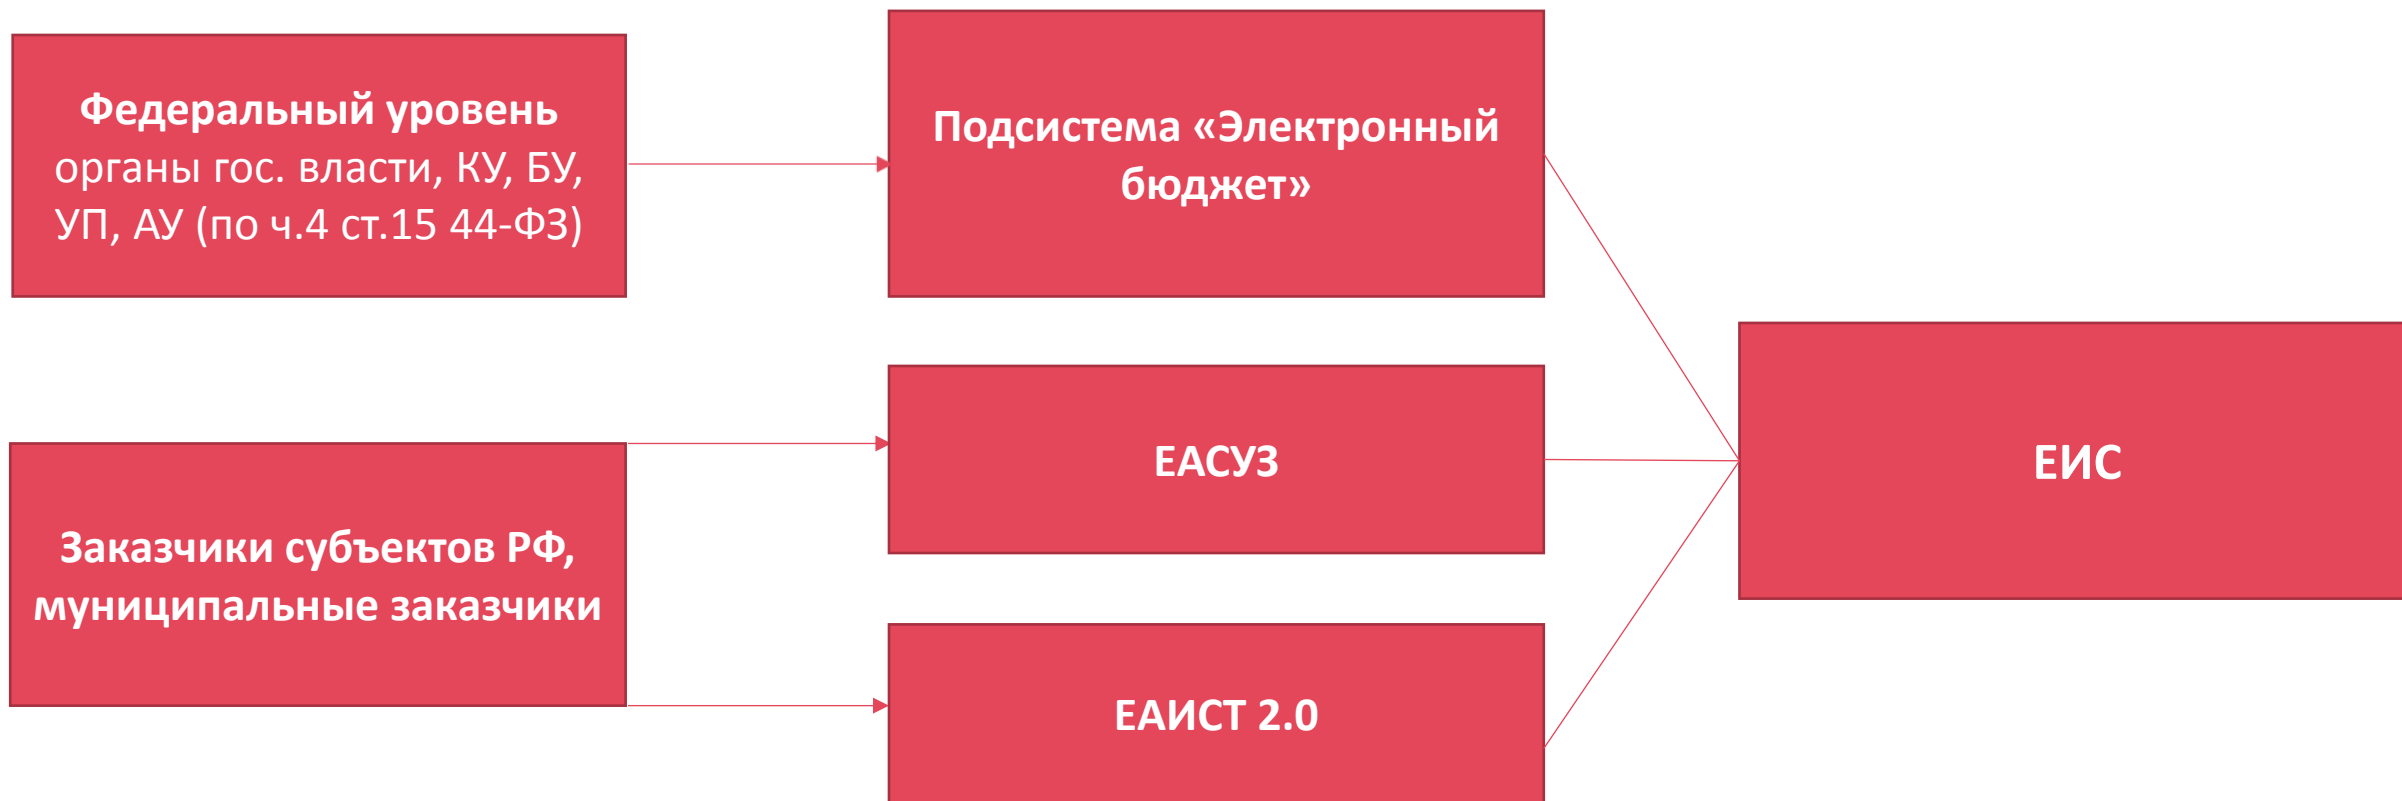 Федеральный уровень
органы гос. власти, КУ, БУ,
УП, АУ (по ч.4 ст.15 44-ФЗ)
Подсистема «Электронный
бюджет»
ЕАСУЗ
ЕИС
Заказчики субъектов РФ,
муниципальные заказчики
ЕАИСТ 2.0